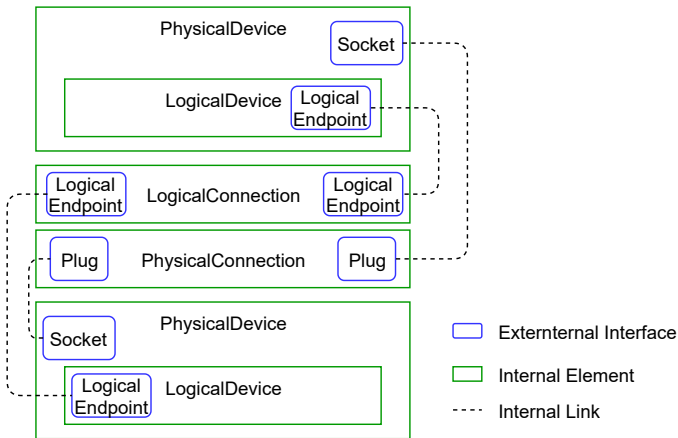 PhysicalDevice
Socket
LogicalDevice
Logical
Endpoint
Logical
Endpoint
LogicalConnection
Logical
Endpoint
Plug
PhysicalConnection
Plug
PhysicalDevice
Socket
Logical
Endpoint
LogicalDevice
Externternal Interface
Internal Element
Internal Link